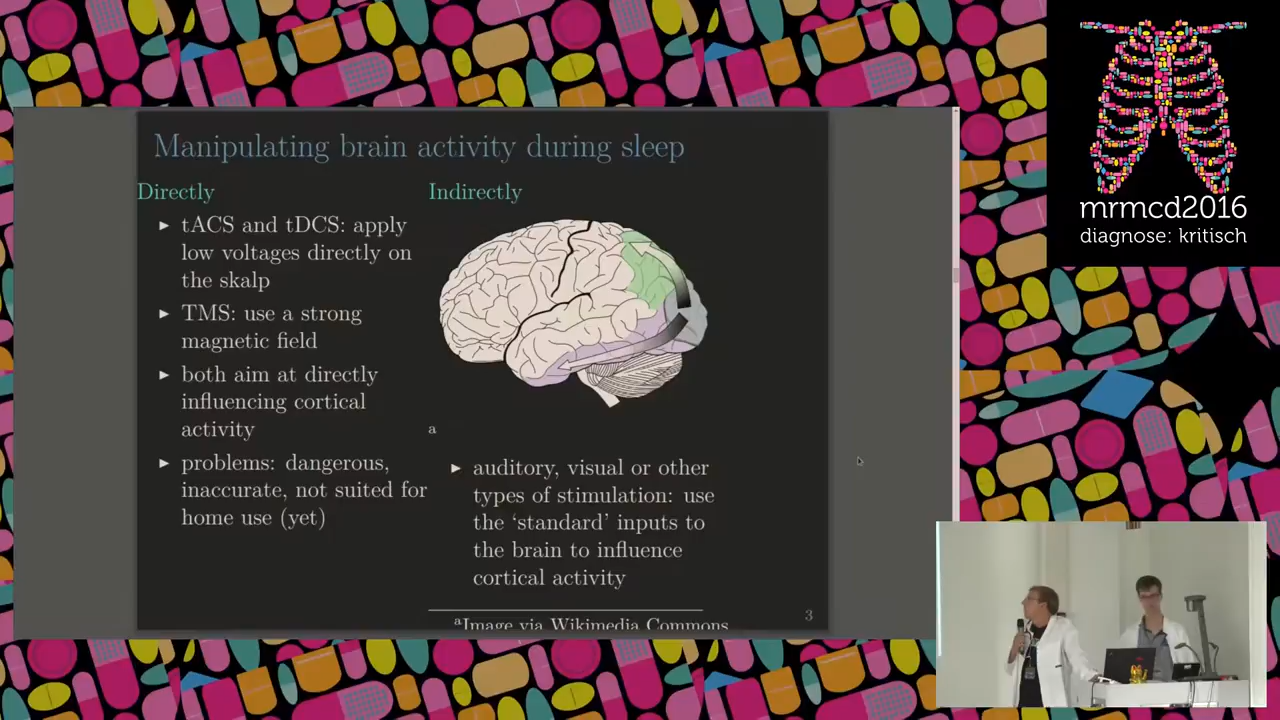 Manipulating brain activity during sleep
Directly
▶ tACS and tDCS: apply
low voltages directly on
the skalp
▶ TMS: use a strong
magnetic field
▶ both aim at directly
influencing cortical
activity
▶ problems: dangerous,
inaccurate, not suited for
home use (yet)
Indirectly
a
▶ auditory, visual or other
types of stimulation: use
the ‘standard’ inputs to
the brain to influence
cortical activity
aImage via Wikimedia Commons
3
mrmcd2016
diagnose: kritisch